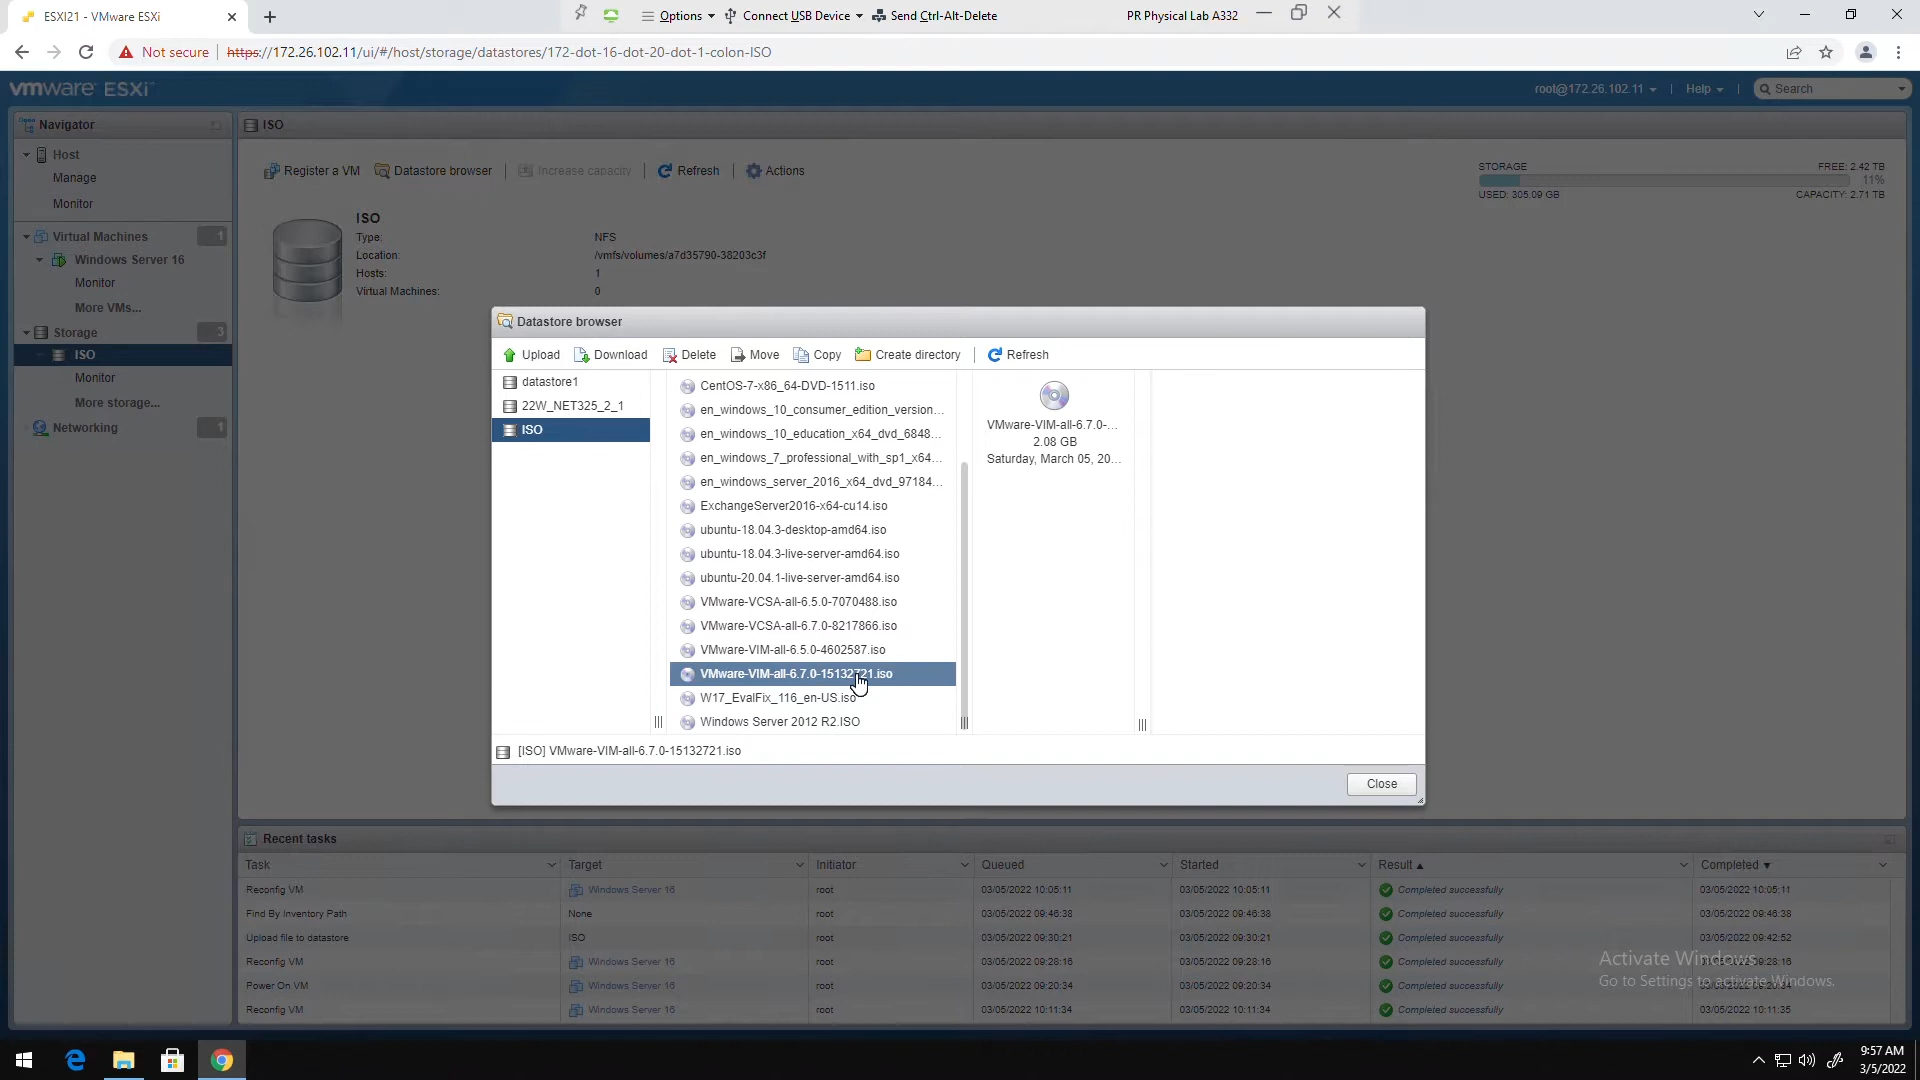 ESXI21 - VMware ESXi
Options
Connect USB Device
Send Ctrl-Alt-Delete
PR Physical Lab A332
Not secure
https://172.26.102.11/ui/#/host/storage/datastores/172-dot-16-dot-20-dot-1-colon-ISO
vmware ESXi
root@172.26.102.11
Help
Search
Navigator
Host
Manage
Monitor
Virtual Machines 1
Windows Server 16
Monitor
More VMs...
Storage 3
ISO
Monitor
More storage...
Networking 1
ISO
Register a VM
Datastore browser
Increase capacity
Refresh
Actions
STORAGE FREE: 2.42 TB
11%
USED: 305.09 GB CAPACITY: 2.71 TB
ISO
Type: NFS
Location: /vmfs/volumes/a7d35790-38203c3f
Hosts: 1
Virtual Machines: 0
Datastore browser
Upload Download Delete Move Copy Create directory Refresh
datastore1
22W_NET325_2_1
ISO
CentOS-7-x86_64-DVD-1511.iso
en_windows_10_consumer_edition_version...
en_windows_10_education_x64_dvd_6848...
en_windows_7_professional_with_sp1_x64...
en_windows_server_2016_x64_dvd_97184...
ExchangeServer2016-x64-cu14.iso
ubuntu-18.04.3-desktop-amd64.iso
ubuntu-18.04.3-live-server-amd64.iso
ubuntu-20.04.1-live-server-amd64.iso
VMware-VCSA-all-6.5.0-7070488.iso
VMware-VCSA-all-6.7.0-8217866.iso
VMware-VIM-all-6.5.0-4602587.iso
VMware-VIM-all-6.7.0-15132721.iso
W17_EvalFix_116_en-US.iso
Windows Server 2012 R2.ISO
VMware-VIM-all-6.7.0-...
2.08 GB
Saturday, March 05, 20...
[ISO] VMware-VIM-all-6.7.0-15132721.iso
Close
Recent tasks
Task Target Initiator Queued Started Result Completed
Reconfig VM Windows Server 16 root 03/05/2022 10:05:11 03/05/2022 10:05:11 Completed successfully 03/05/2022 10:05:11
Find By Inventory Path None root 03/05/2022 09:46:38 03/05/2022 09:46:38 Completed successfully 03/05/2022 09:46:38
Upload file to datastore ISO root 03/05/2022 09:30:21 03/05/2022 09:30:21 Completed successfully 03/05/2022 09:42:52
Reconfig VM Windows Server 16 root 03/05/2022 09:28:16 03/05/2022 09:28:16 Completed successfully 03/05/2022 09:28:16
Power On VM Windows Server 16 root 03/05/2022 09:20:34 03/05/2022 09:20:34 Completed successfully 03/05/2022 09:20:34
Reconfig VM Windows Server 16 root 03/05/2022 10:11:34 03/05/2022 10:11:34 Completed successfully 03/05/2022 10:11:35
Activate Windows
Go to Settings to activate Windows.
9:57 AM
3/5/2022